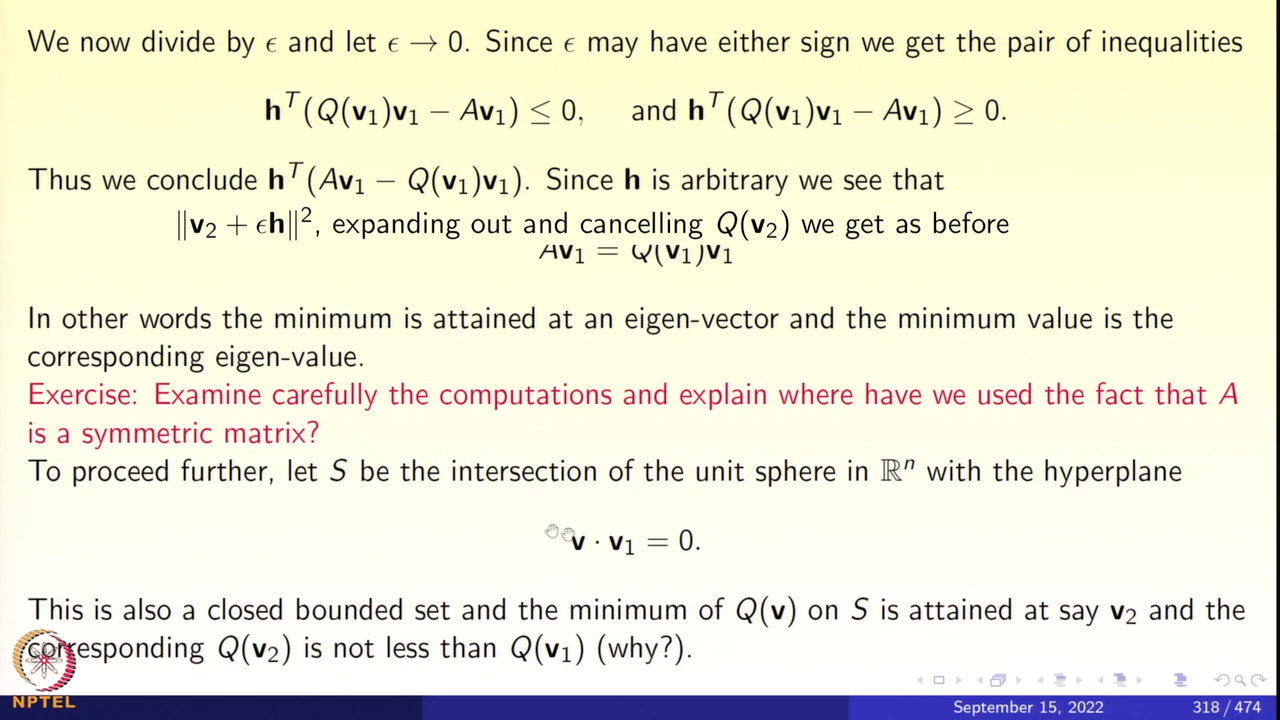 We now divide by ϵ and let ϵ → 0. Since ϵ may have either sign we get the pair of inequalities
𝐡ᵀ(Q(𝐯₁)𝐯₁ − A𝐯₁) ≤ 0, and 𝐡ᵀ(Q(𝐯₁)𝐯₁ − A𝐯₁) ≥ 0.
Thus we conclude 𝐡ᵀ(A𝐯₁ − Q(𝐯₁)𝐯₁). Since 𝐡 is arbitrary we see that
‖𝐯₂ + ϵ𝐡‖², expanding out and cancelling Q(𝐯₂) we get as before
A𝐯₁ = Q(𝐯₁)𝐯₁
In other words the minimum is attained at an eigen-vector and the minimum value is the
corresponding eigen-value.
Exercise: Examine carefully the computations and explain where have we used the fact that A
is a symmetric matrix?
To proceed further, let S be the intersection of the unit sphere in ℝⁿ with the hyperplane
𝐯 · 𝐯₁ = 0.
This is also a closed bounded set and the minimum of Q(𝐯) on S is attained at say 𝐯₂ and the
corresponding Q(𝐯₂) is not less than Q(𝐯₁) (why?).
NPTEL
September 15, 2022 318 / 474